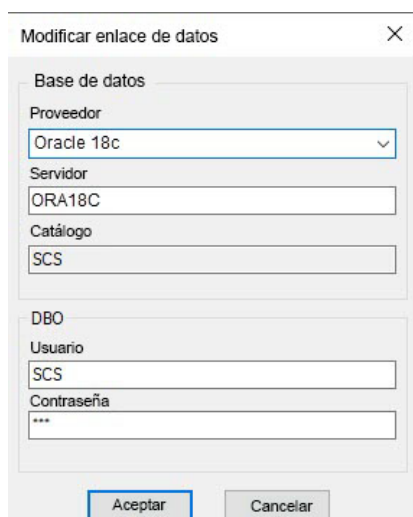 Modificar enlace de datos
Base de datos
Proveedor
Oracle 18c
Servidor
ORA18C
Catálogo
SCS
DBO
Usuario
SCS
Contraseña
***
Aceptar Cancelar